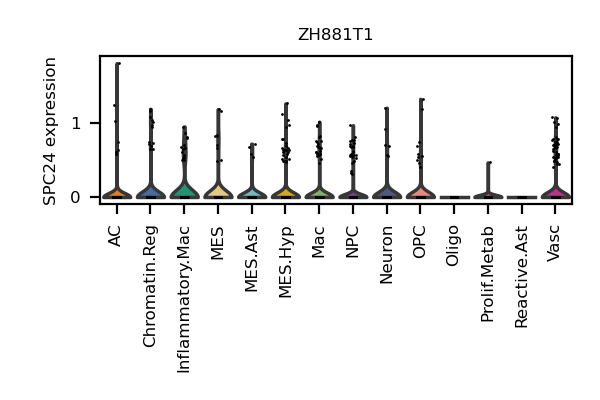 ZH881T1
SPC24 expression
1
0
AC
Chromatin.Reg
Inflammatory.Mac
MES
MES.Ast
MES.Hyp
Mac
NPC
Neuron
OPC
Oligo
Prolif.Metab
Reactive.Ast
Vasc